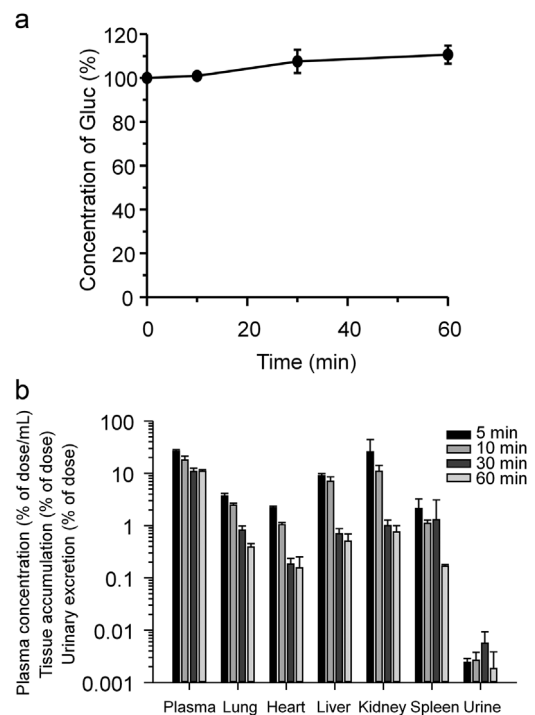 a
Concentration of Gluc (%)
120
100
80
60
40
20
0
0 20 40 60
Time (min)
b
Plasma concentration (% of dose/mL)
Tissue accumulation (% of dose)
Urinary excretion (% of dose)
100
10
1
0.1
0.01
0.001
5 min
10 min
30 min
60 min
Plasma Lung Heart Liver Kidney Spleen Urine